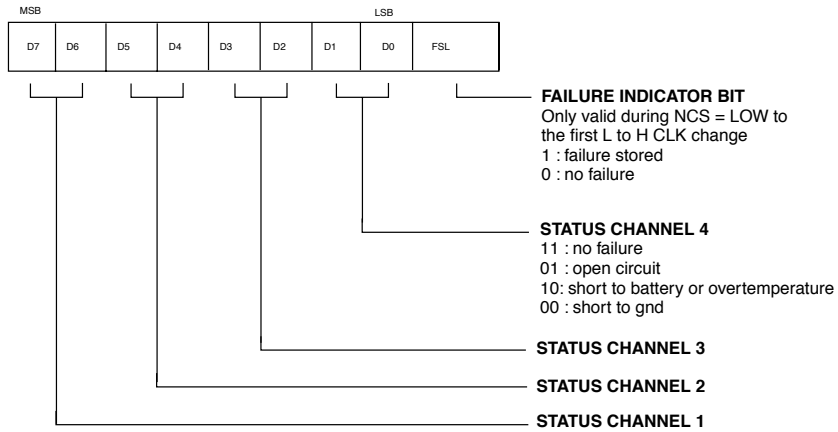 MSB LSB
D7 D6 D5 D4 D3 D2 D1 D0 FSL
FAILURE INDICATOR BIT
Only valid during NCS = LOW to
the first L to H CLK change
1 : failure stored
0 : no failure
STATUS CHANNEL 4
11 : no failure
01 : open circuit
10: short to battery or overtemperature
00 : short to gnd
STATUS CHANNEL 3
STATUS CHANNEL 2
STATUS CHANNEL 1